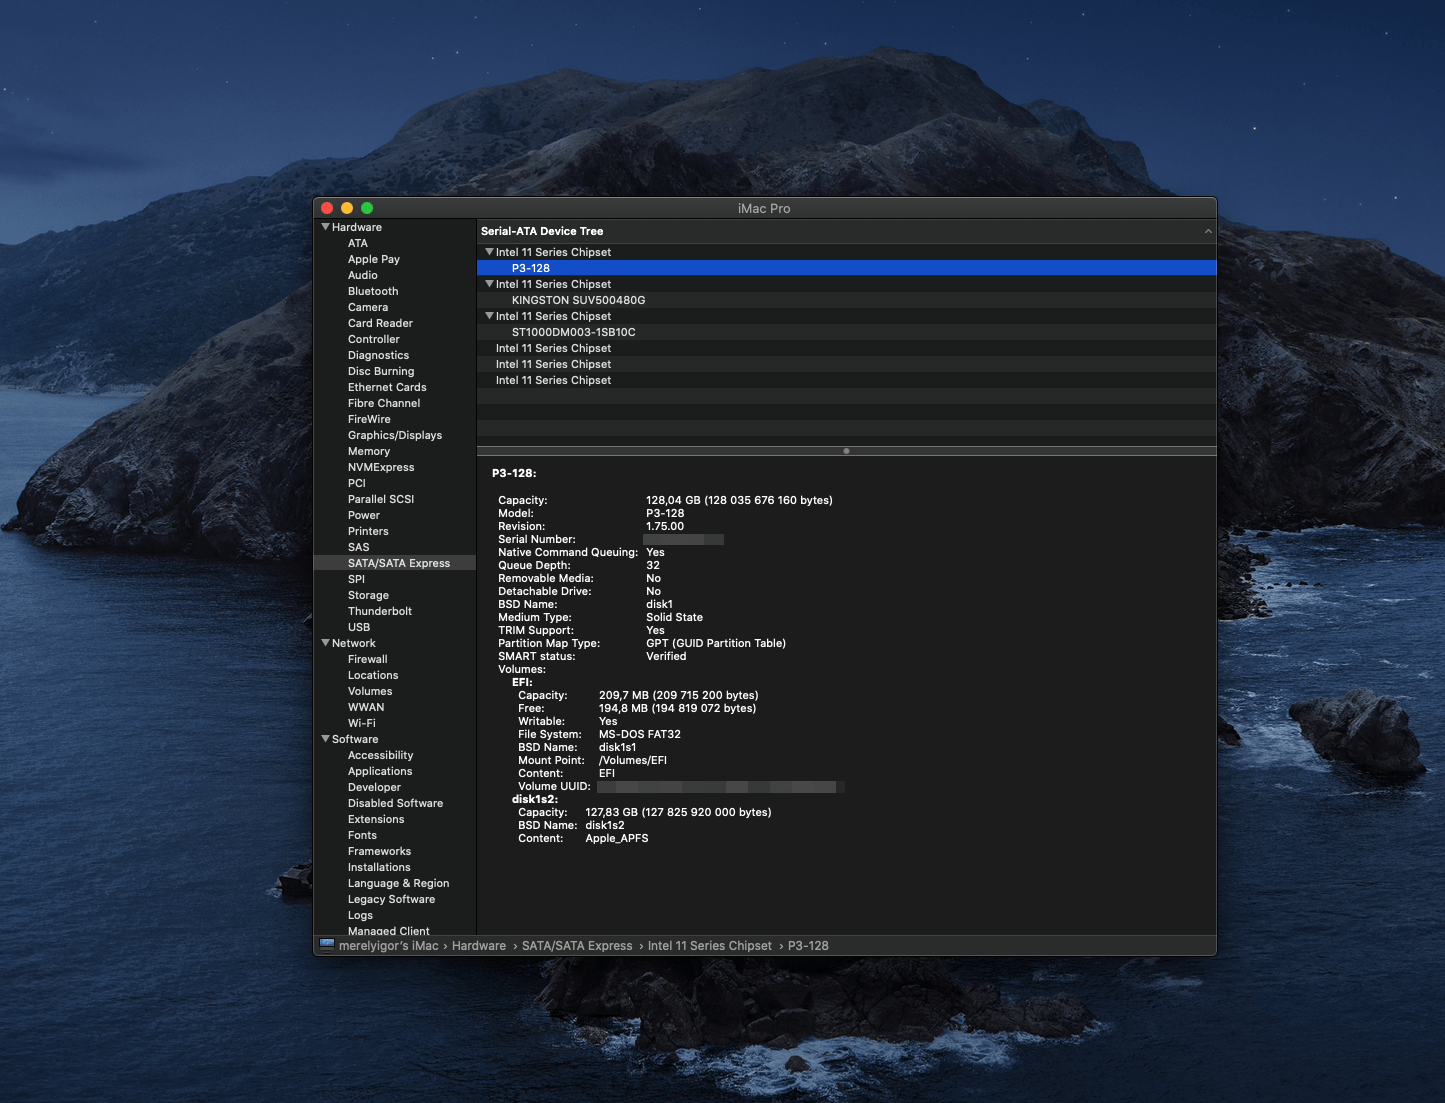 iMac Pro
Hardware
ATA
Apple Pay
Audio
Bluetooth
Camera
Card Reader
Controller
Diagnostics
Disc Burning
Ethernet Cards
Fibre Channel
FireWire
Graphics/Displays
Memory
NVMExpress
PCI
Parallel SCSI
Power
Printers
SAS
SATA/SATA Express
SPI
Storage
Thunderbolt
USB
Network
Firewall
Locations
Volumes
WWAN
Wi-Fi
Software
Accessibility
Applications
Developer
Disabled Software
Extensions
Fonts
Frameworks
Installations
Language & Region
Legacy Software
Logs
Managed Client
Serial-ATA Device Tree
Intel 11 Series Chipset
P3-128
Intel 11 Series Chipset
KINGSTON SUV500480G
Intel 11 Series Chipset
ST1000DM003-1SB10C
Intel 11 Series Chipset
Intel 11 Series Chipset
Intel 11 Series Chipset
P3-128:
Capacity: 128,04 GB (128 035 676 160 bytes)
Model: P3-128
Revision: 1.75.00
Serial Number:
Native Command Queuing: Yes
Queue Depth: 32
Removable Media: No
Detachable Drive: No
BSD Name: disk1
Medium Type: Solid State
TRIM Support: Yes
Partition Map Type: GPT (GUID Partition Table)
SMART status: Verified
Volumes:
EFI:
Capacity: 209,7 MB (209 715 200 bytes)
Free: 194,8 MB (194 819 072 bytes)
Writable: Yes
File System: MS-DOS FAT32
BSD Name: disk1s1
Mount Point: /Volumes/EFI
Content: EFI
Volume UUID:
disk1s2:
Capacity: 127,83 GB (127 825 920 000 bytes)
BSD Name: disk1s2
Content: Apple_APFS
merelyigor's iMac › Hardware › SATA/SATA Express › Intel 11 Series Chipset › P3-128